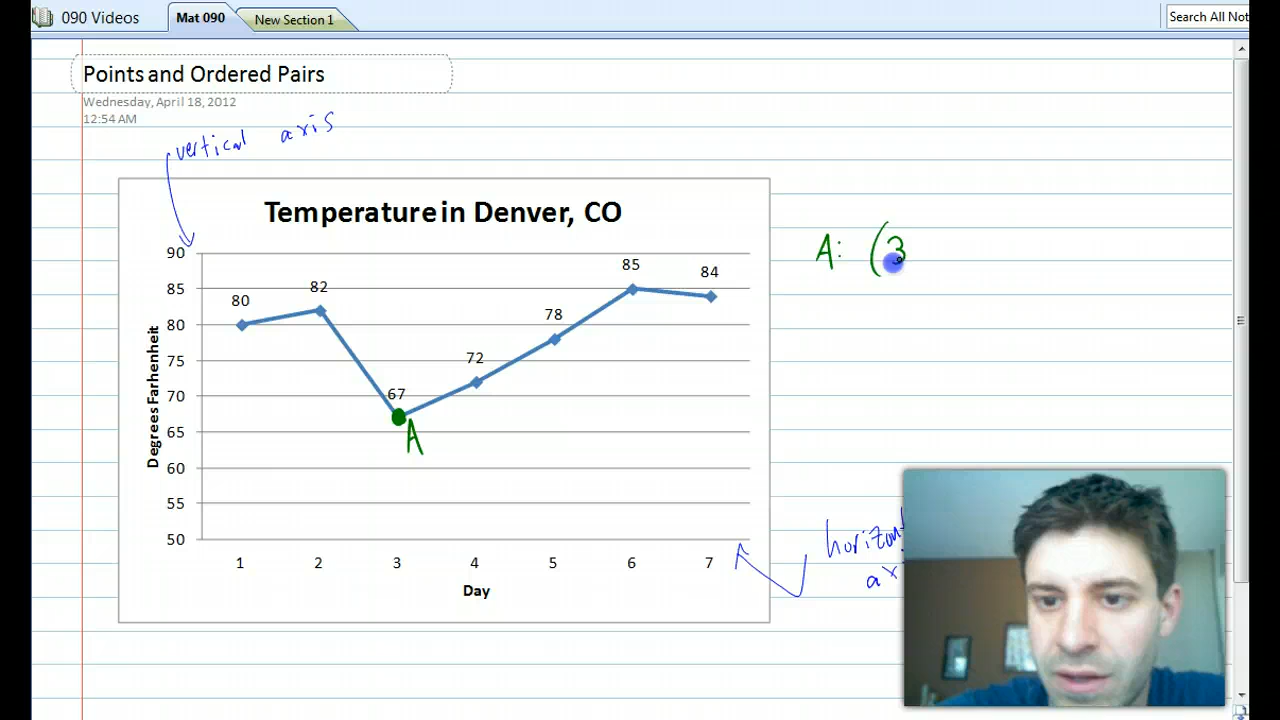 090 Videos
Mat 090
New Section 1
Search All Not
Points and Ordered Pairs
Wednesday, April 18, 2012
12:54 AM
vertical axis
Temperature in Denver, CO
A: (3
90
85
80
75
70
65
60
55
50
Degrees Farhenheit
80
82
67
72
78
85
84
A
1 2 3 4 5 6 7
Day
horizon
ax